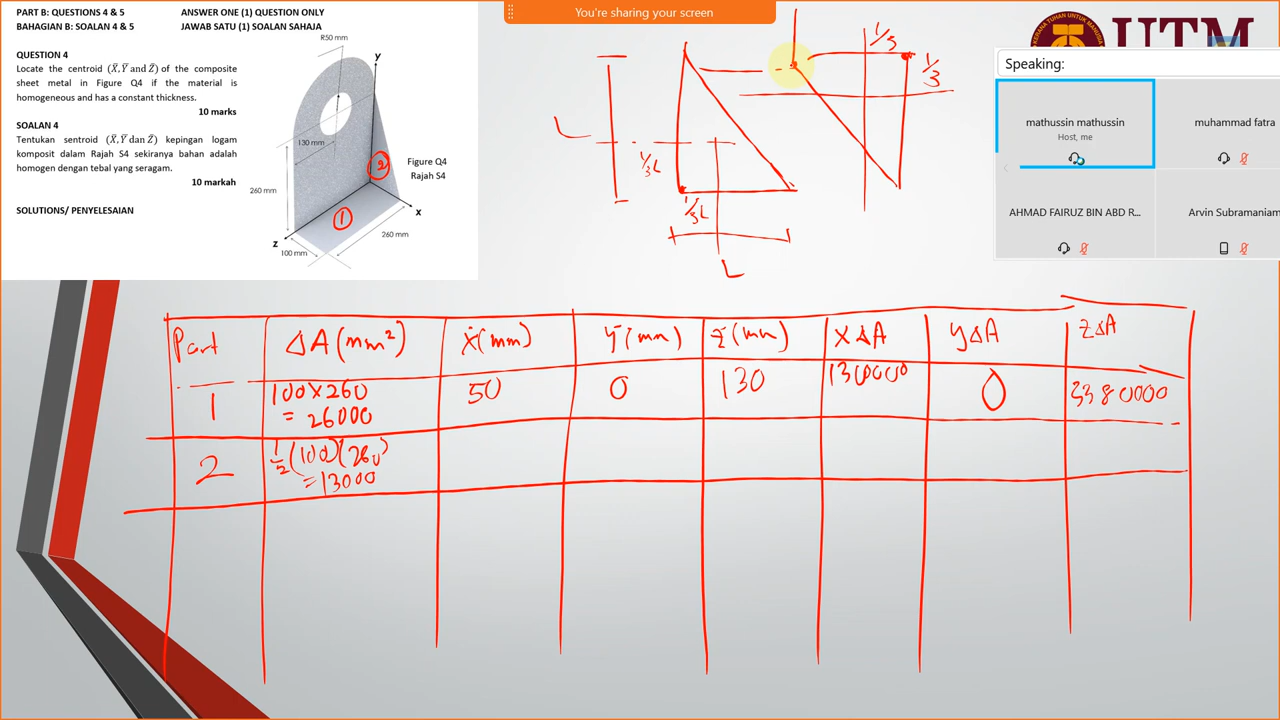 You're sharing your screen
PART B: QUESTIONS 4 & 5
ANSWER ONE (1) QUESTION ONLY
BAHAGIAN B: SOALAN 4 & 5
JAWAB SATU (1) SOALAN SAHAJA
QUESTION 4
Locate the centroid (X̄,Ȳ and Z̄) of the composite
sheet metal in Figure Q4 if the material is
homogeneous and has a constant thickness.
10 marks
SOALAN 4
Tentukan sentroid (X̄,Ȳ dan Z̄) kepingan logam
komposit dalam Rajah S4 sekiranya bahan adalah
homogen dengan tebal yang seragam.
10 markah
SOLUTIONS/ PENYELESAIAN
R50 mm
y
130 mm
2
Figure Q4
Rajah S4
260 mm
1
x
z
100 mm
260 mm
L
1/3 L
1/3 L
L
1/3
1/3
UTM
Speaking:
mathussin mathussin
Host, me
muhammad fatra
AHMAD FAIRUZ BIN ABD R...
Arvin Subramaniam
Part ΔA (mm²) x̄ (mm) ȳ (mm) z̄ (mm) XΔA yΔA zΔA
1 100×260 50 0 130 1300000 0 3380000
= 26000
2 ½(100)(260)
= 13000